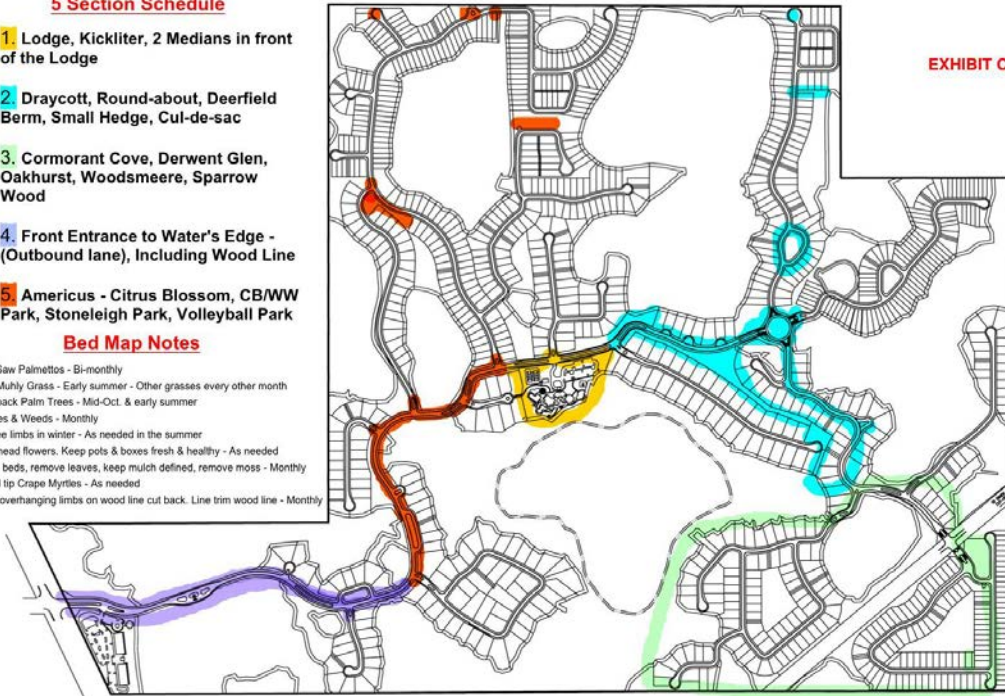 5 Section Schedule
1. Lodge, Kickliter, 2 Medians in front
of the Lodge
2. Draycott, Round-about, Deerfield
Berm, Small Hedge, Cul-de-sac
3. Cormorant Cove, Derwent Glen,
Oakhurst, Woodsmeere, Sparrow
Wood
4. Front Entrance to Water's Edge -
(Outbound lane), Including Wood Line
5. Americus - Citrus Blossom, CB/WW
Park, Stoneleigh Park, Volleyball Park
Bed Map Notes
Saw Palmettos - Bi-monthly
Muhly Grass - Early summer - Other grasses every other month
Palm Trees - Mid-Oct. & early summer
& Weeds - Monthly
limbs in winter - As needed in the summer
flowers. Keep pots & boxes fresh & healthy - As needed
beds, remove leaves, keep mulch defined, remove moss - Monthly
tip Crape Myrtles - As needed
overhanging limbs on wood line cut back. Line trim wood line - Monthly
EXHIBIT